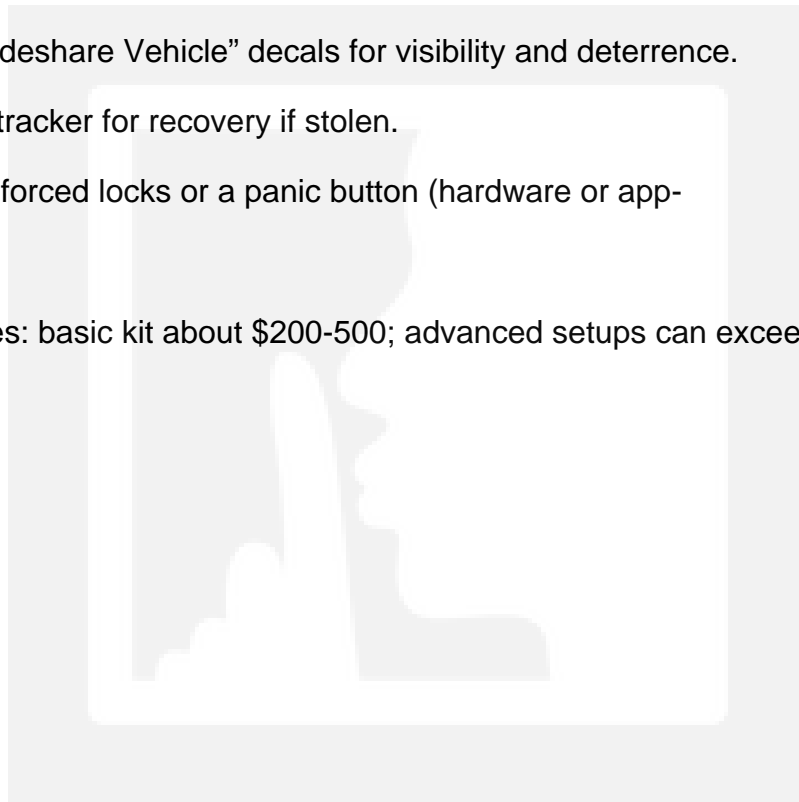 deshare Vehicle” decals for visibility and deterrence.
tracker for recovery if stolen.
forced locks or a panic button (hardware or app-
es: basic kit about $200-500; advanced setups can excee